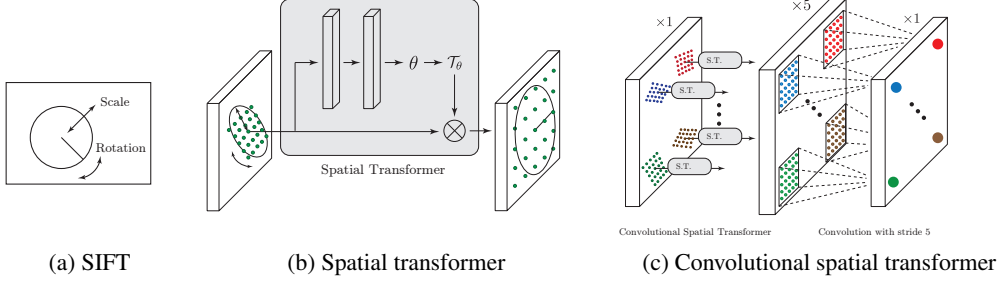 Scale
Rotation
(a) SIFT
θ
𝒯θ
Spatial Transformer
(b) Spatial transformer
×1
×5
×1
S.T.
S.T.
S.T.
S.T.
Convolutional Spatial Transformer
Convolution with stride 5
(c) Convolutional spatial transformer